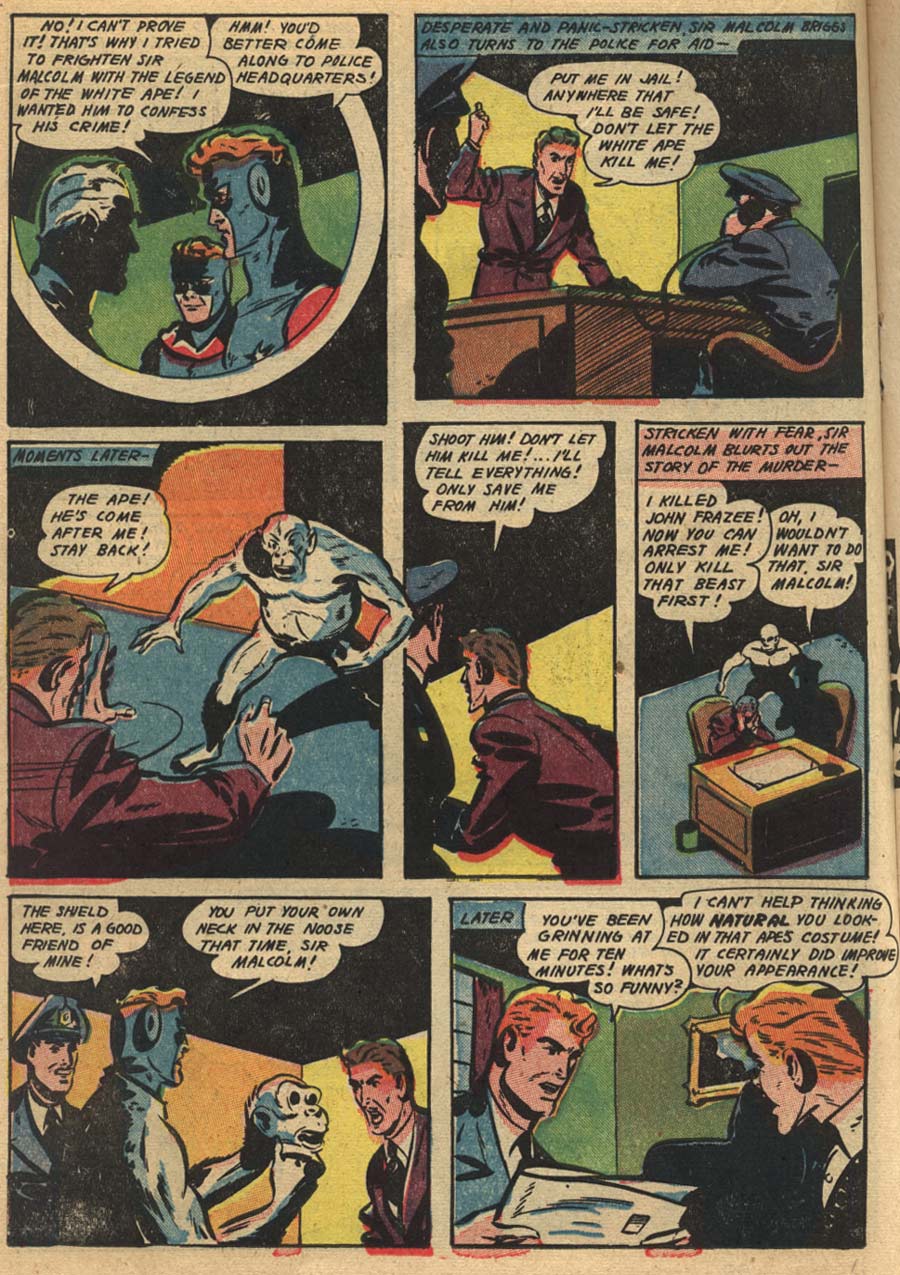 NO! I CAN'T PROVE
IT! THAT'S WHY I TRIED
TO FRIGHTEN SIR
MALCOLM WITH THE LEGEND
OF THE WHITE APE! I
WANTED HIM TO CONFESS
HIS CRIME!
HMM! YOU'D
BETTER COME
ALONG TO POLICE
HEADQUARTERS!
DESPERATE AND PANIC-STRICKEN, SIR MALCOLM BRIGGS
ALSO TURNS TO THE POLICE FOR AID—
PUT ME IN JAIL!
ANYWHERE THAT
I'LL BE SAFE!
DON'T LET THE
WHITE APE
KILL ME!
MOMENTS LATER—
THE APE!
HE'S COME
AFTER ME!
STAY BACK!
SHOOT HIM! DON'T LET
HIM KILL ME!...I'LL
TELL EVERYTHING!
ONLY SAVE ME
FROM HIM!
STRICKEN WITH FEAR, SIR
MALCOLM BLURTS OUT THE
STORY OF THE MURDER—
I KILLED
JOHN FRAZEE!
NOW YOU CAN
ARREST ME!
ONLY KILL
THAT BEAST
FIRST!
OH, I
WOULDN'T
WANT TO DO
THAT, SIR
MALCOLM!
THE SHIELD
HERE, IS A GOOD
FRIEND OF
MINE!
YOU PUT YOUR OWN
NECK IN THE NOOSE
THAT TIME, SIR
MALCOLM!
LATER
YOU'VE BEEN
GRINNING AT
ME FOR TEN
MINUTES! WHAT'S
SO FUNNY?
I CAN'T HELP THINKING
HOW NATURAL YOU LOOK-
ED IN THAT APE'S COSTUME!
IT CERTAINLY DID IMPROVE
YOUR APPEARANCE!